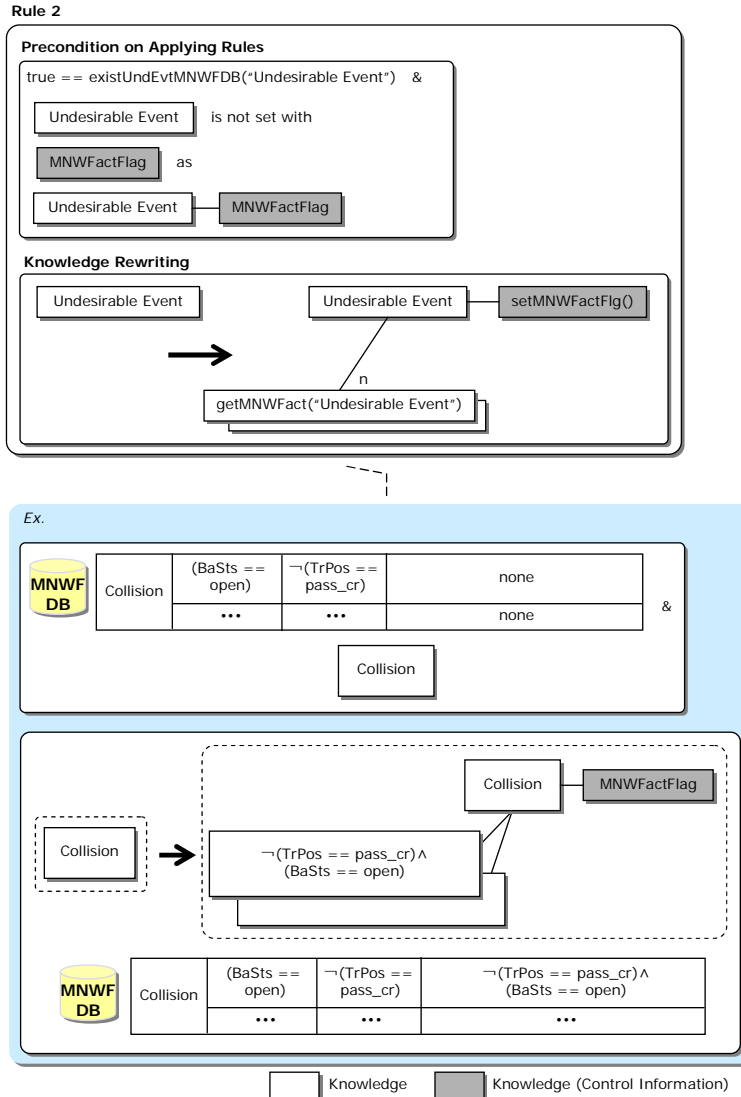 Rule 2
Precondition on Applying Rules
true == existUndEvtMNWFDB("Undesirable Event") &
Undesirable Event is not set with
MNWFactFlag as
Undesirable Event MNWFactFlag
Knowledge Rewriting
Undesirable Event Undesirable Event setMNWFactFlg()
n
getMNWFact("Undesirable Event")
Ex.
MNWF
DB
Collision
(BaSts ==
open)
¬(TrPos ==
pass_cr)
none
••• ••• none
&
Collision
Collision MNWFactFlag
Collision
¬(TrPos == pass_cr)∧
(BaSts == open)
MNWF
DB
Collision
(BaSts ==
open)
¬(TrPos ==
pass_cr)
¬(TrPos == pass_cr)∧
(BaSts == open)
••• ••• •••
Knowledge Knowledge (Control Information)